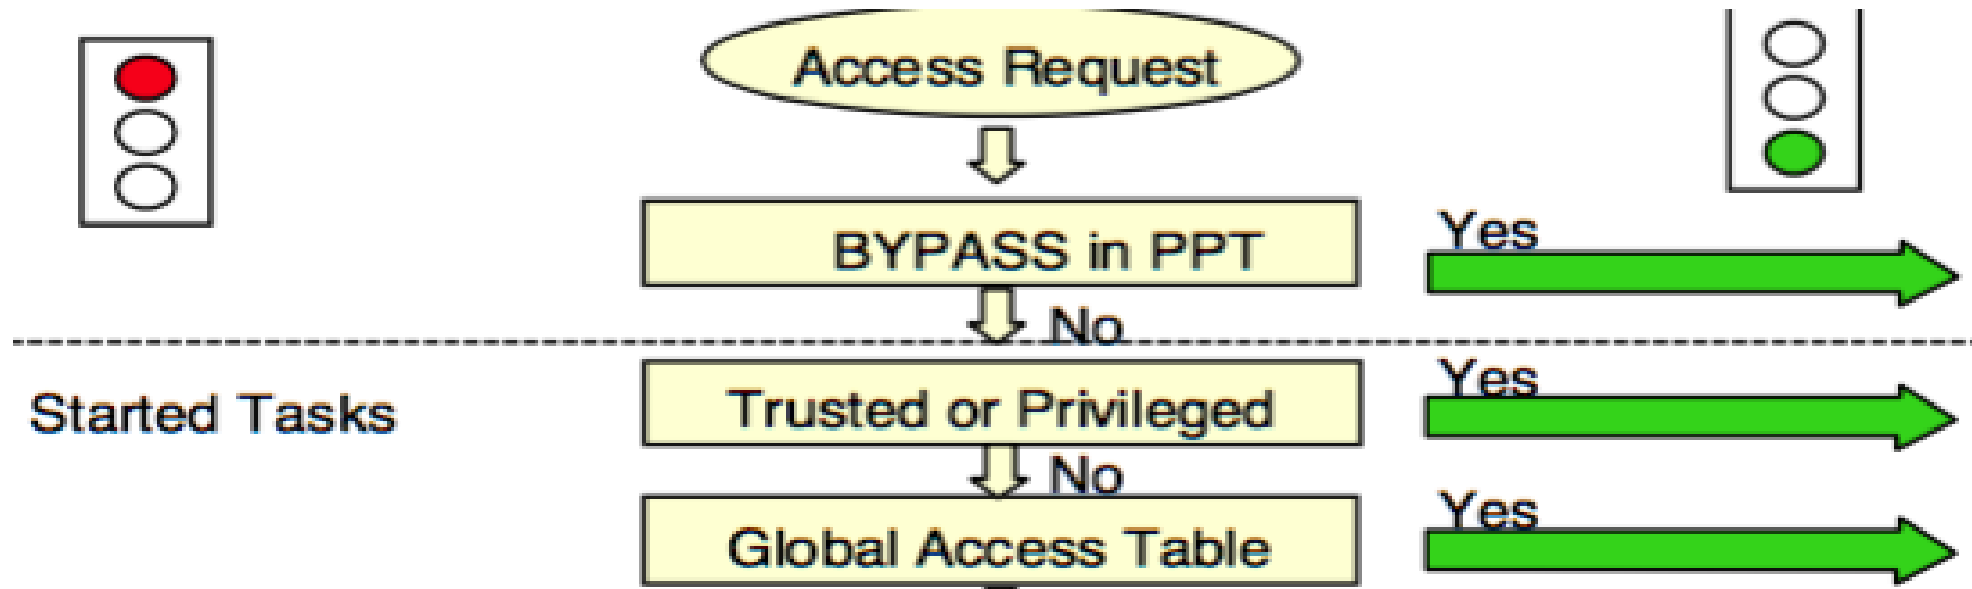 Access Request
BYPASS in PPT
Yes
No
Started Tasks
Trusted or Privileged
Yes
No
Global Access Table
Yes